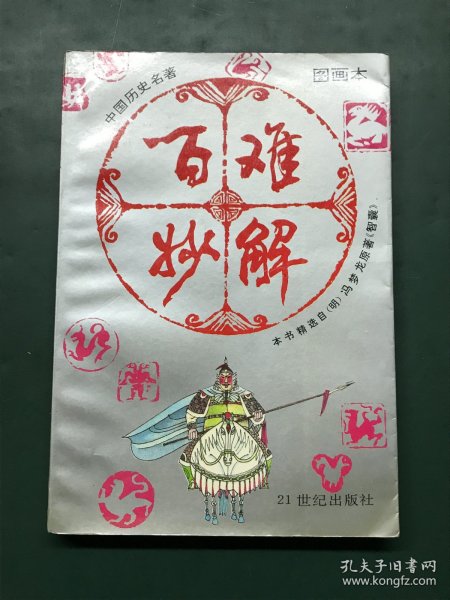 中国历史名著
图画本
百难
妙解
本书精选自(明)冯梦龙原著《智囊》
21世纪出版社
孔夫子旧书网
www.kongfz.com